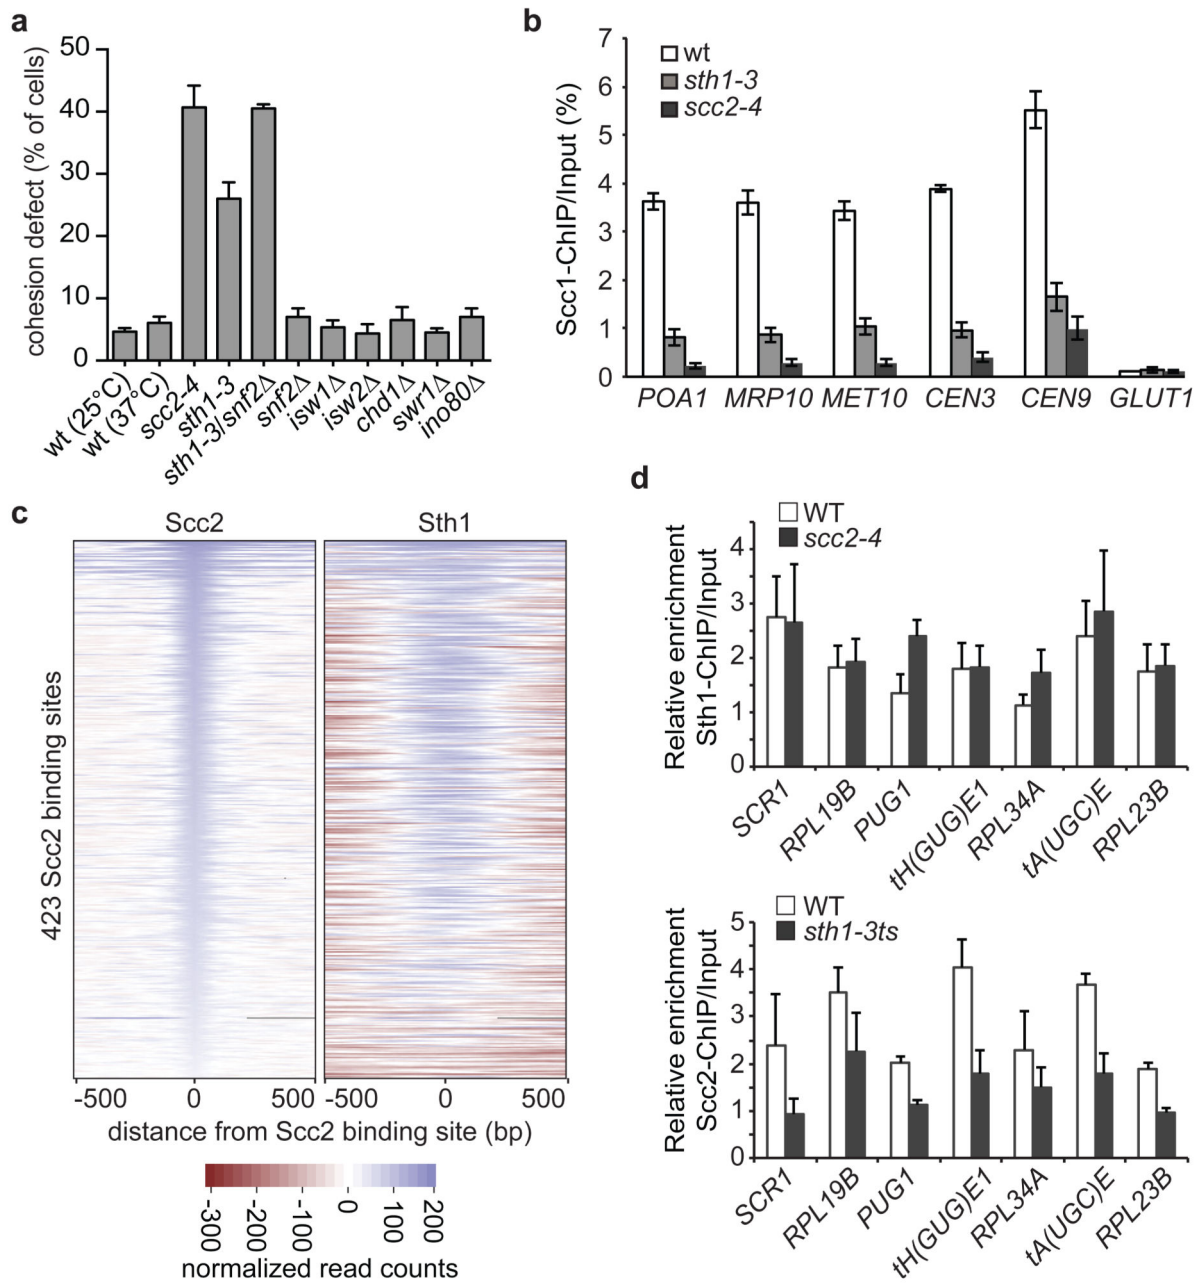 a
cohesion defect (% of cells)
50
40
30
20
10
0
wt (25°C)
wt (37°C)
scc2-4
sth1-3
sth1-3/snf2Δ
snf2Δ
isw1Δ
isw2Δ
chd1Δ
swr1Δ
ino80Δ
b
Scc1-ChIP/Input (%)
7
6
5
4
3
2
1
0
wt
sth1-3
scc2-4
POA1 MRP10 MET10 CEN3 CEN9 GLUT1
c
Scc2 Sth1
423 Scc2 binding sites
-500 0 500 -500 0 500
distance from Scc2 binding site (bp)
-300 -200 -100 0 100 200
normalized read counts
d
Relative enrichment
Sth1-ChIP/Input
WT
scc2-4
4
3
2
1
0
SCR1
RPL19B
PUG1
tH(GUG)E1
RPL34A
tA(UGC)E
RPL23B
Relative enrichment
Scc2-ChIP/Input
WT
sth1-3ts
5
4
3
2
1
0
SCR1
RPL19B
PUG1
tH(GUG)E1
RPL34A
tA(UGC)E
RPL23B